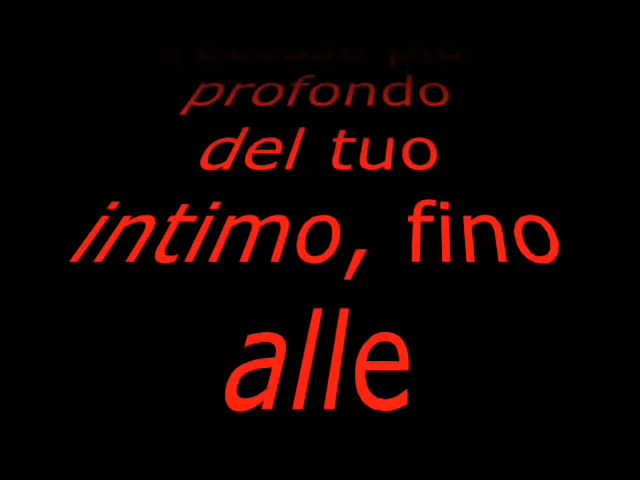 profondo
del tuo
intimo, fino
alle